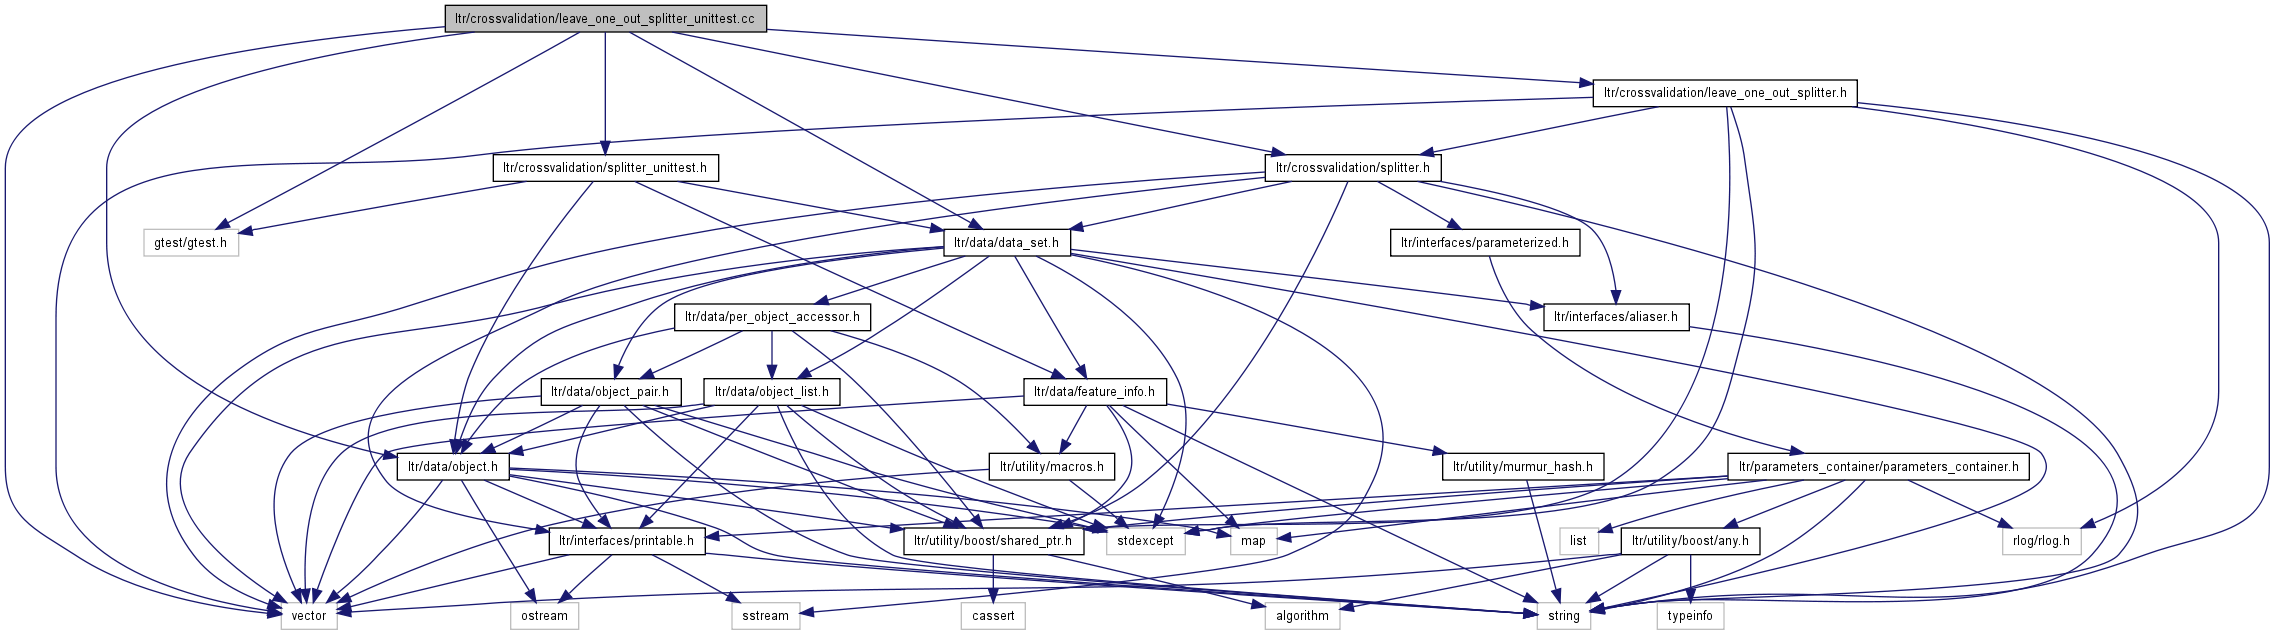 ltr/crossvalidation/leave_one_out_splitter_unittest.cc
ltr/crossvalidation/leave_one_out_splitter.h
ltr/crossvalidation/splitter_unittest.h
ltr/crossvalidation/splitter.h
gtest/gtest.h
ltr/data/data_set.h
ltr/interfaces/parameterized.h
ltr/data/per_object_accessor.h
ltr/interfaces/aliaser.h
ltr/data/object_pair.h
ltr/data/object_list.h
ltr/data/feature_info.h
ltr/data/object.h
ltr/utility/macros.h
ltr/utility/murmur_hash.h
ltr/parameters_container/parameters_container.h
ltr/interfaces/printable.h
ltr/utility/boost/shared_ptr.h
stdexcept
map
list
ltr/utility/boost/any.h
rlog/rlog.h
vector
ostream
sstream
cassert
algorithm
string
typeinfo